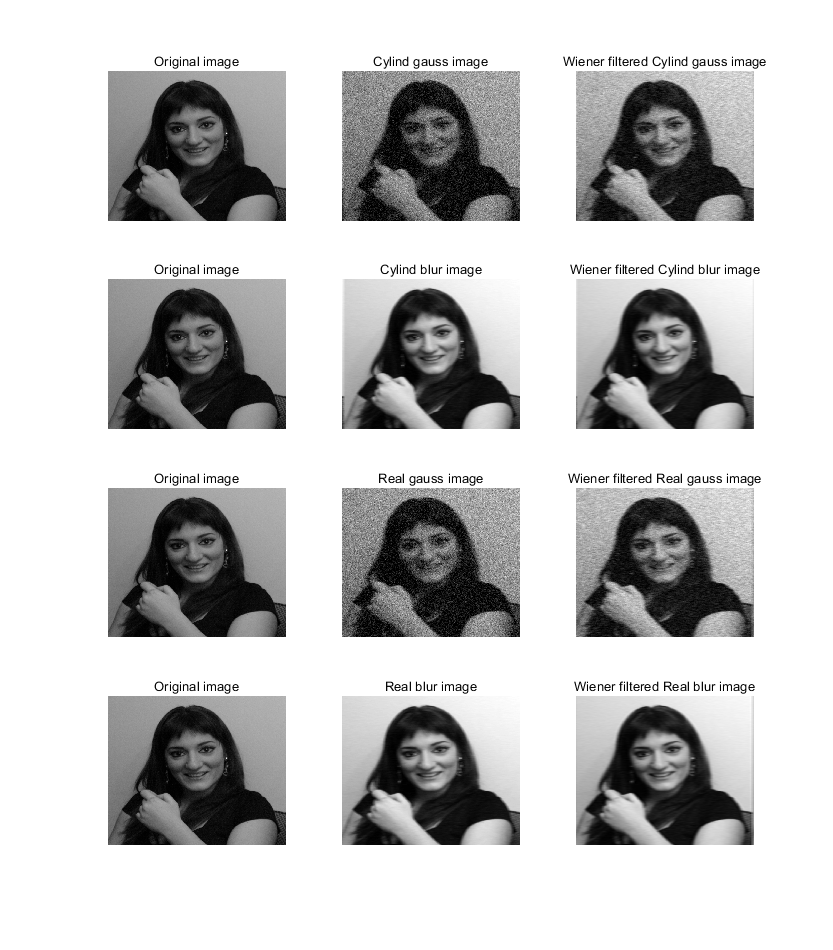 Original image
Cylind gauss image
Wiener filtered Cylind gauss image
Original image
Cylind blur image
Wiener filtered Cylind blur image
Original image
Real gauss image
Wiener filtered Real gauss image
Original image
Real blur image
Wiener filtered Real blur image